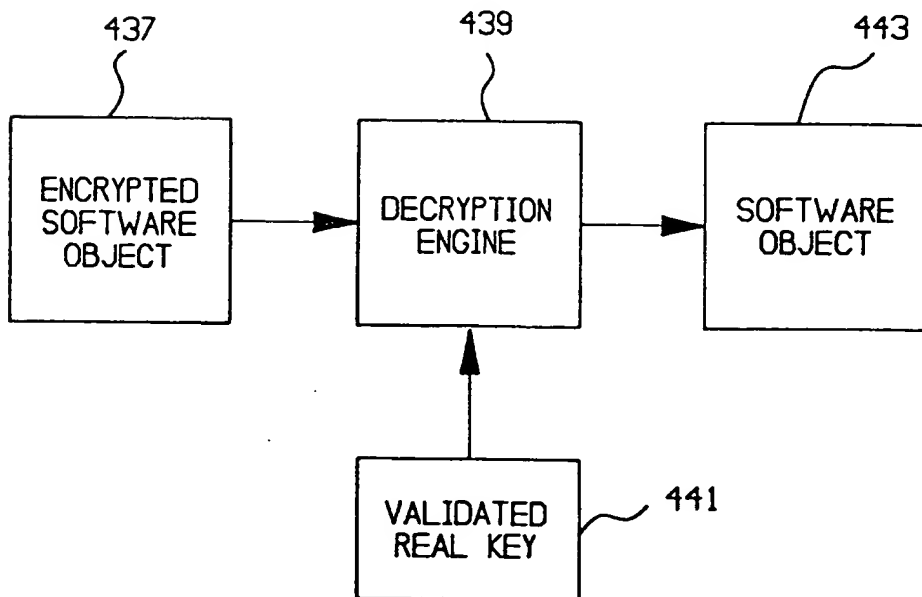 437
439
443
ENCRYPTED
SOFTWARE
OBJECT
DECRYPTION
ENGINE
SOFTWARE
OBJECT
VALIDATED
REAL KEY
441